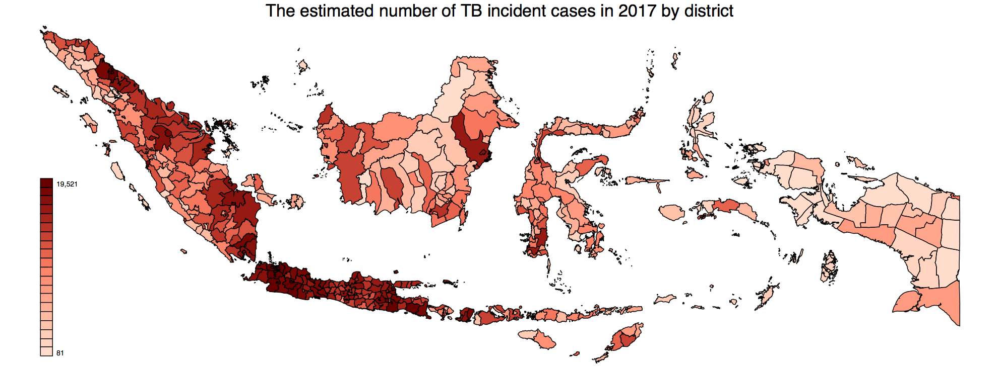 The estimated number of TB incident cases in 2017 by district
19,521
81